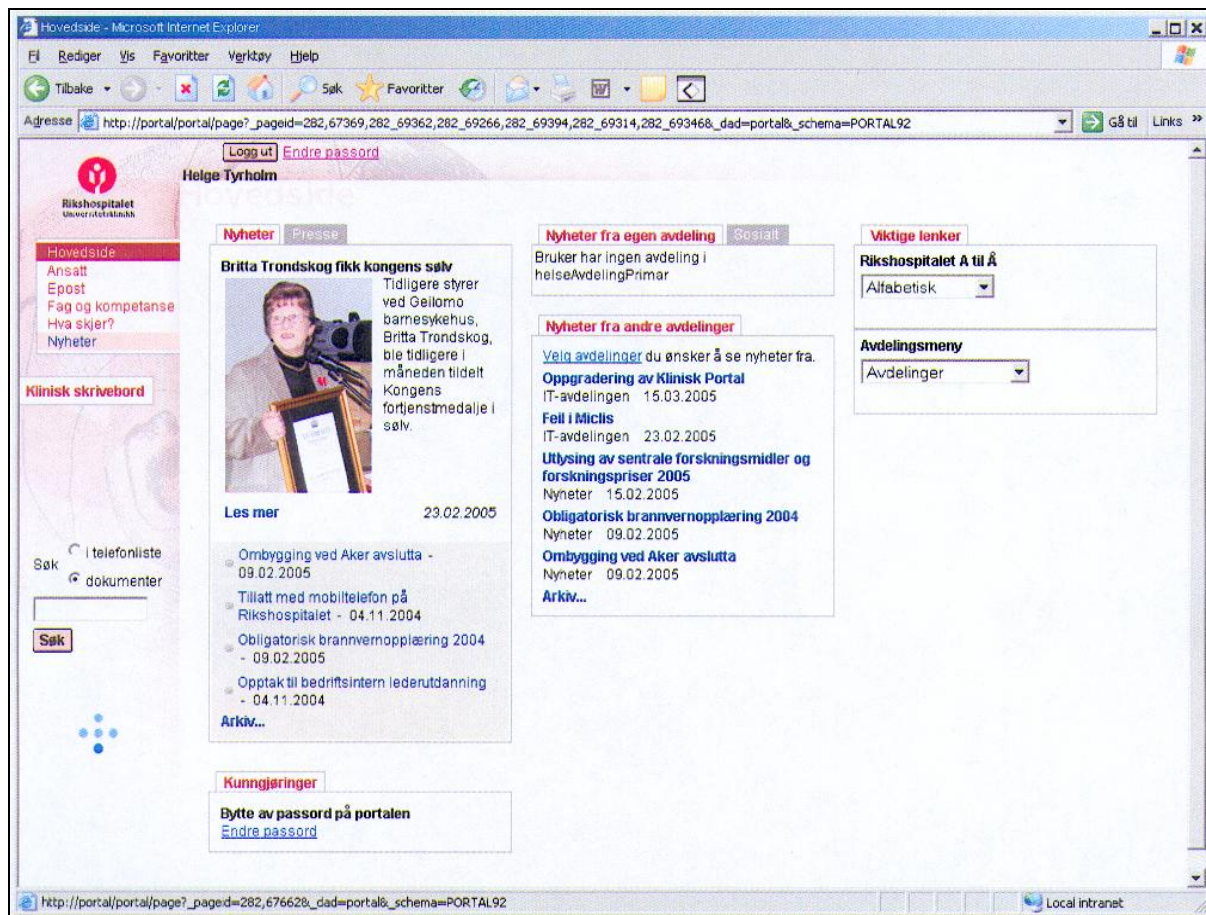 Hovedside - Microsoft Internet Explorer
Fil Rediger Vis Favoritter Verktøy Hjelp
Tilbake Søk Favoritter
Adresse http://portal/portal/page?_pageid=282,67369,282_69362,282_69266,282_69394,282_69314,282_69346&_dad=portal&_schema=PORTAL92 Gå til Links »
Logg ut Endre passord
Helge Tyrholm
Hovedside
Rikshospitalet
Universitetsklinikk
Hovedside
Ansatt
Epost
Fag og kompetanse
Hva skjer?
Nyheter
Klinisk skrivebord
Søk
i telefonliste
dokumenter
Søk
Nyheter Presse
Britta Trondskog fikk kongens sølv
Tidligere styrer
ved Geilomo
barnesykehus,
Britta Trondskog,
ble tidligere i
måneden tildelt
Kongens
fortjenstmedalje i
sølv.
Les mer 23.02.2005
Ombygging ved Aker avslutta -
09.02.2005
Tillatt med mobiltelefon på
Rikshospitalet - 04.11.2004
Obligatorisk brannvernopplæring 2004
- 09.02.2005
Opptak til bedriftsintern lederutdanning
- 04.11.2004
Arkiv...
Kunngjøringer
Bytte av passord på portalen
Endre passord
Nyheter fra egen avdeling Sosialt
Bruker har ingen avdeling i
helseAvdelingPrimar
Nyheter fra andre avdelinger
Velg avdelinger du ønsker å se nyheter fra.
Oppgradering av Klinisk Portal
IT-avdelingen 15.03.2005
Feil i Miclis
IT-avdelingen 23.02.2005
Utlysing av sentrale forskningsmidler og
forskningspriser 2005
Nyheter 15.02.2005
Obligatorisk brannvernopplæring 2004
Nyheter 09.02.2005
Ombygging ved Aker avslutta
Nyheter 09.02.2005
Arkiv...
Viktige lenker
Rikshospitalet A til Å
Alfabetisk
Avdelingsmeny
Avdelinger
http://portal/portal/page?_pageid=282,67662&_dad=portal&_schema=PORTAL92 Local intranet